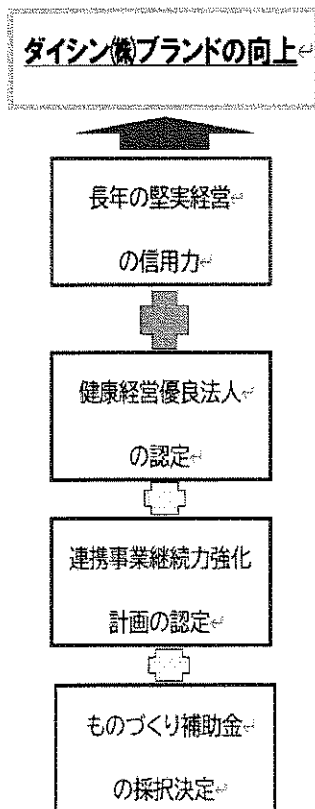 ダイシン㈱ブランドの向上
長年の堅実経営
の信用力
健康経営優良法人
の認定
連携事業継続力強化
計画の認定
ものづくり補助金
の採択決定